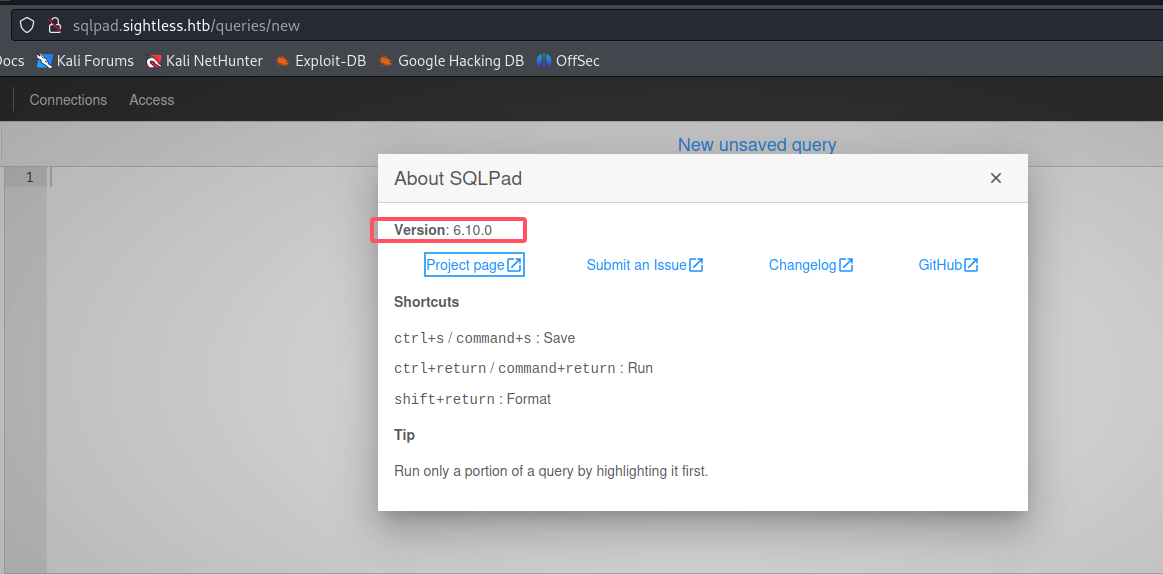 sqlpad.sightless.htb/queries/new
Docs Kali Forums Kali NetHunter Exploit-DB Google Hacking DB OffSec
Connections Access
New unsaved query
1
About SQLPad ×
Version: 6.10.0
Project page Submit an Issue Changelog GitHub
Shortcuts
ctrl+s / command+s : Save
ctrl+return / command+return : Run
shift+return : Format
Tip
Run only a portion of a query by highlighting it first.